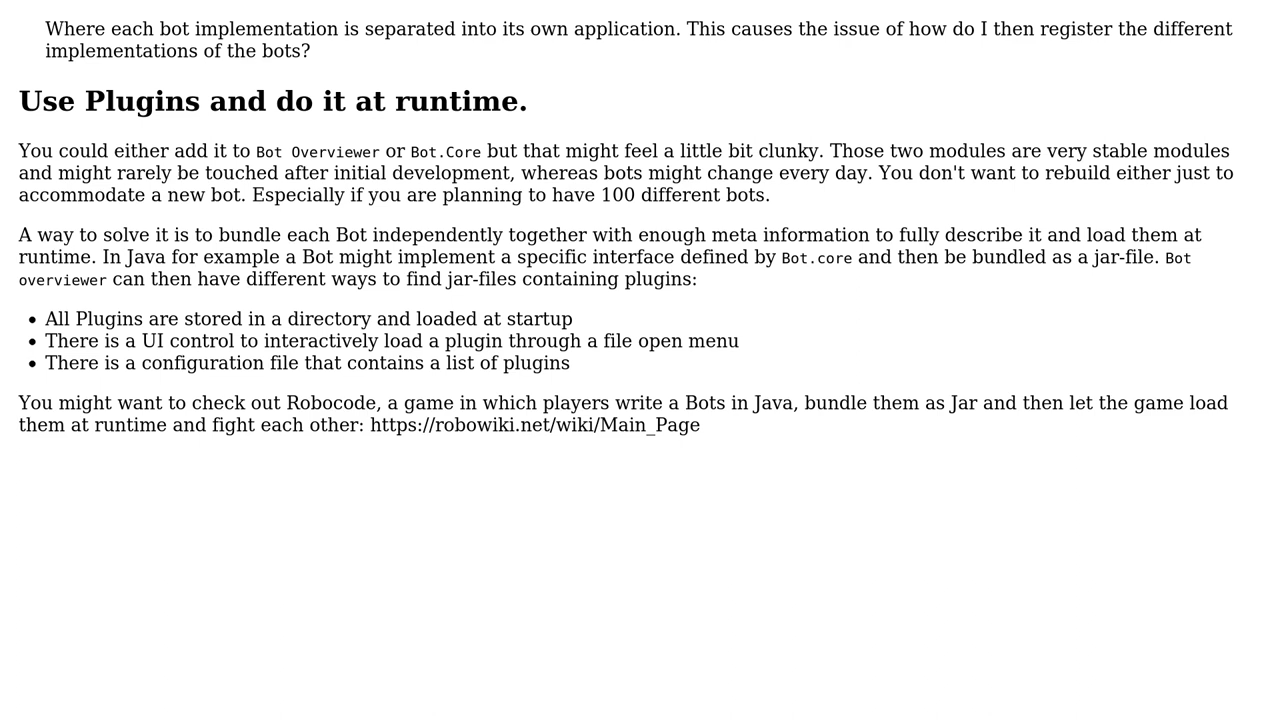 Where each bot implementation is separated into its own application. This causes the issue of how do I then register the different
implementations of the bots?
Use Plugins and do it at runtime.
You could either add it to Bot Overviewer or Bot.Core but that might feel a little bit clunky. Those two modules are very stable modules
and might rarely be touched after initial development, whereas bots might change every day. You don't want to rebuild either just to
accommodate a new bot. Especially if you are planning to have 100 different bots.
A way to solve it is to bundle each Bot independently together with enough meta information to fully describe it and load them at
runtime. In Java for example a Bot might implement a specific interface defined by Bot.core and then be bundled as a jar-file. Bot
overviewer can then have different ways to find jar-files containing plugins:
• All Plugins are stored in a directory and loaded at startup
• There is a UI control to interactively load a plugin through a file open menu
• There is a configuration file that contains a list of plugins
You might want to check out Robocode, a game in which players write a Bots in Java, bundle them as Jar and then let the game load
them at runtime and fight each other: https://robowiki.net/wiki/Main_Page